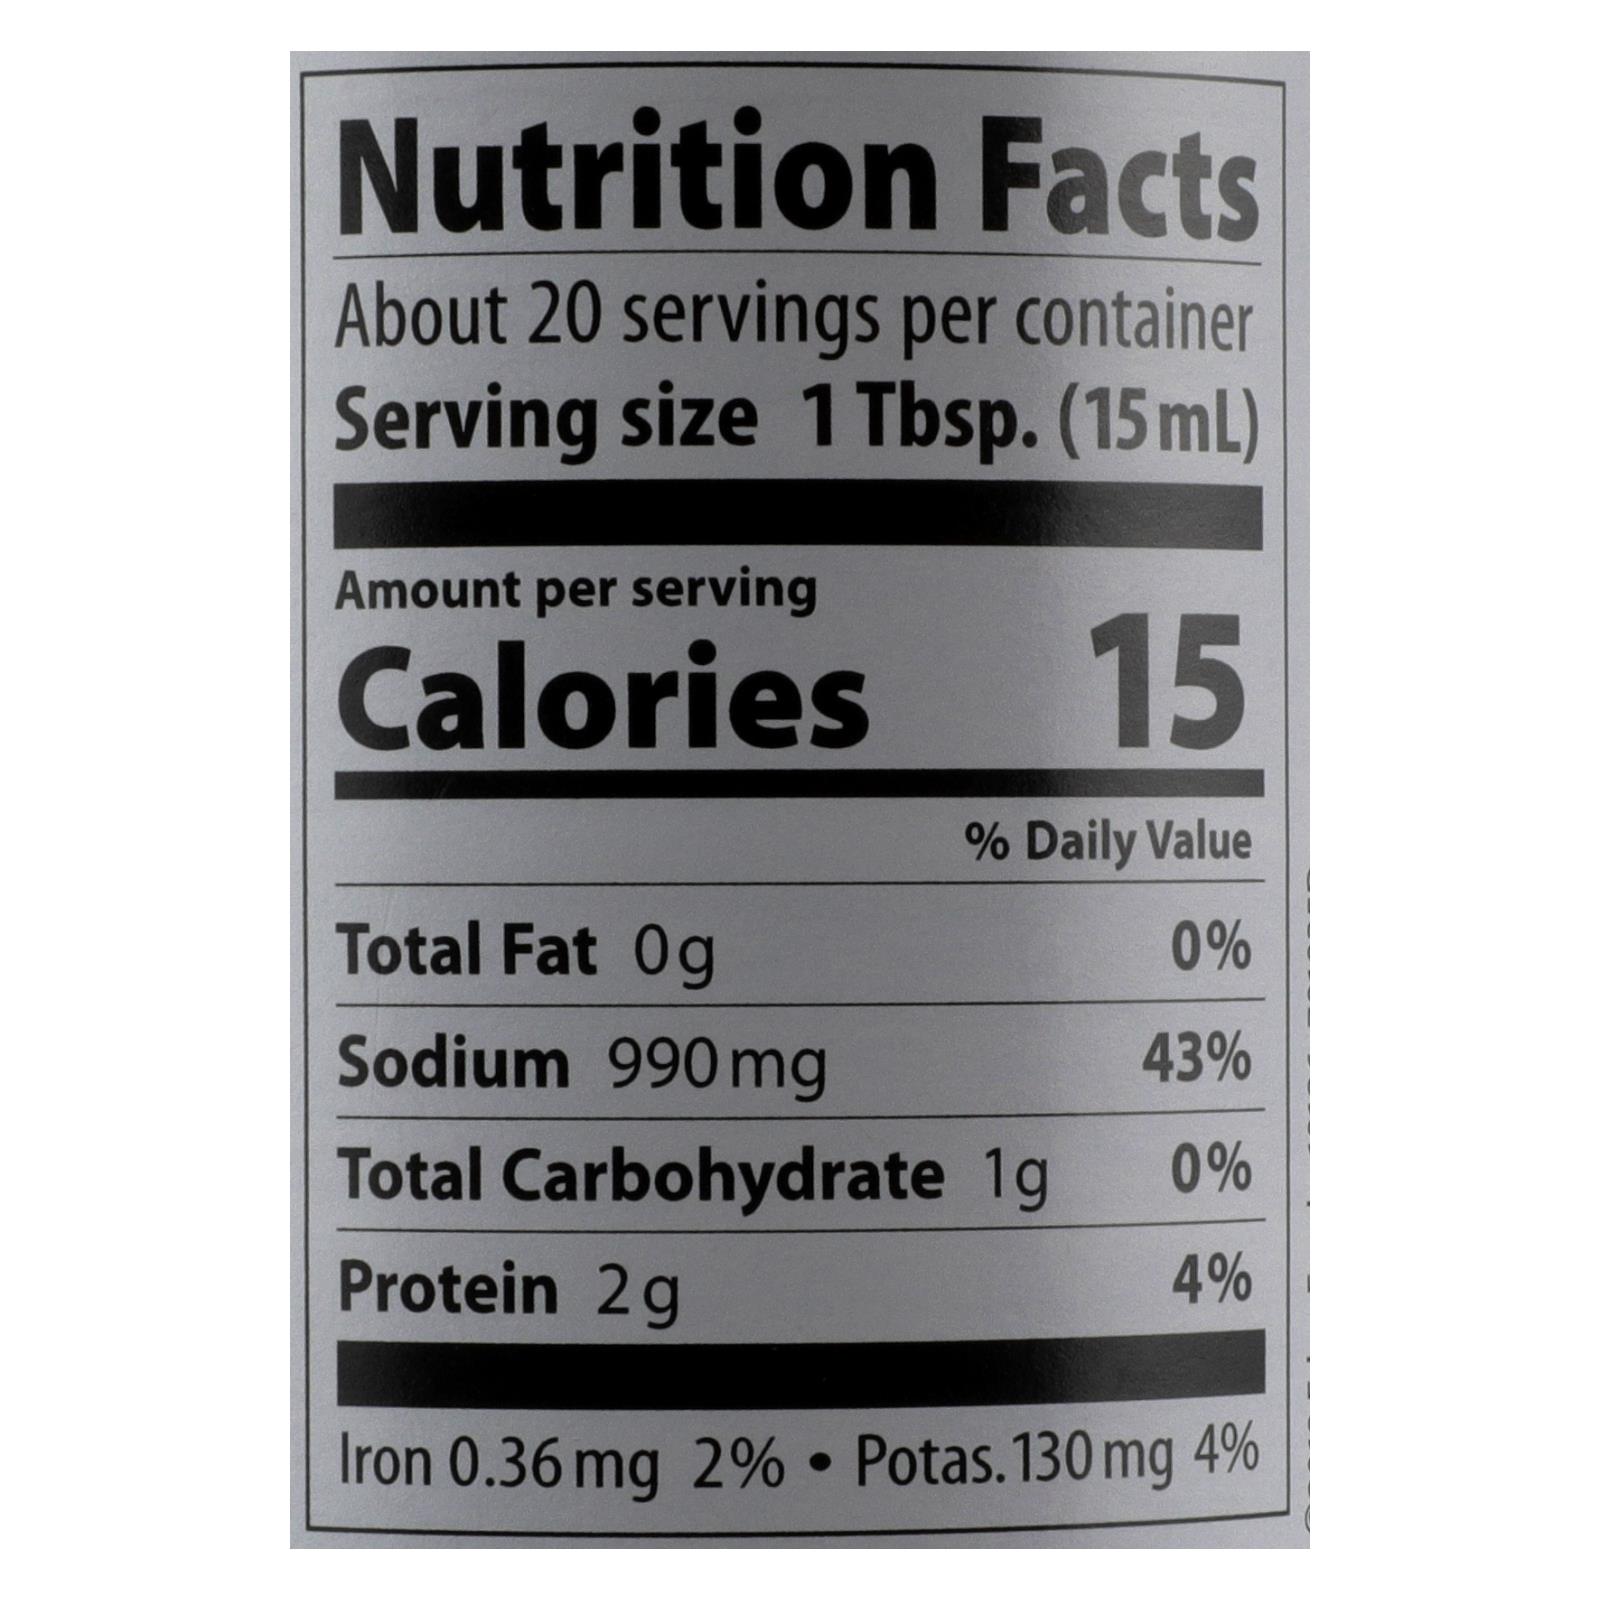 Nutrition Facts
About 20 servings per container
Serving size 1 Tbsp. (15mL)
Amount per serving
Calories 15
% Daily Value
Total Fat 0g 0%
Sodium 990mg 43%
Total Carbohydrate 1g 0%
Protein 2g 4%
Iron 0.36mg 2% • Potas. 130mg 4%